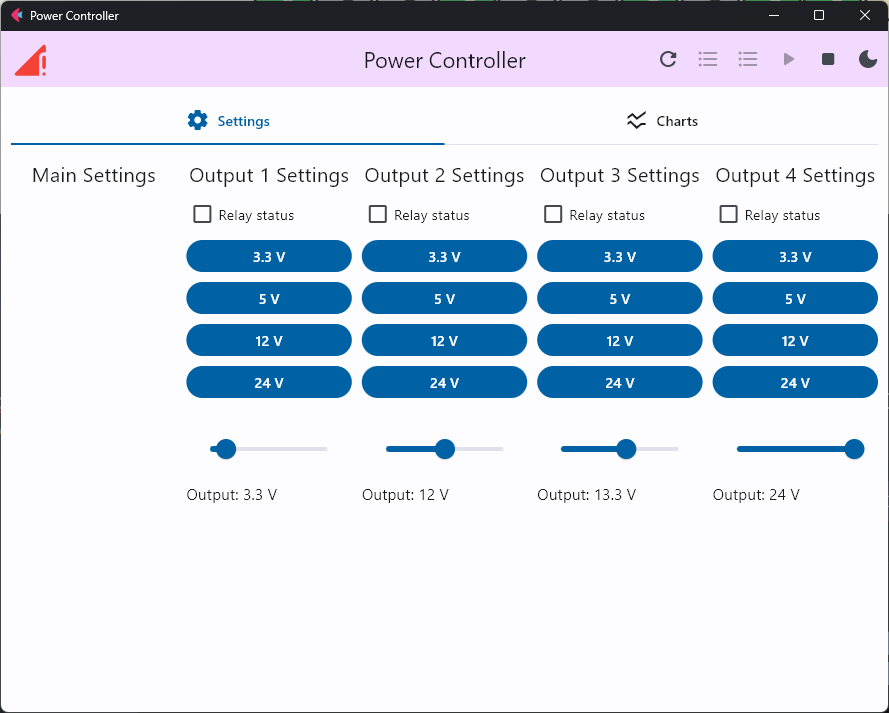 Power Controller
Power Controller
Settings
Charts
Main Settings
Output 1 Settings
Output 2 Settings
Output 3 Settings
Output 4 Settings
Relay status
Relay status
Relay status
Relay status
3.3 V
3.3 V
3.3 V
3.3 V
5 V
5 V
5 V
5 V
12 V
12 V
12 V
12 V
24 V
24 V
24 V
24 V
Output: 3.3 V
Output: 12 V
Output: 13.3 V
Output: 24 V